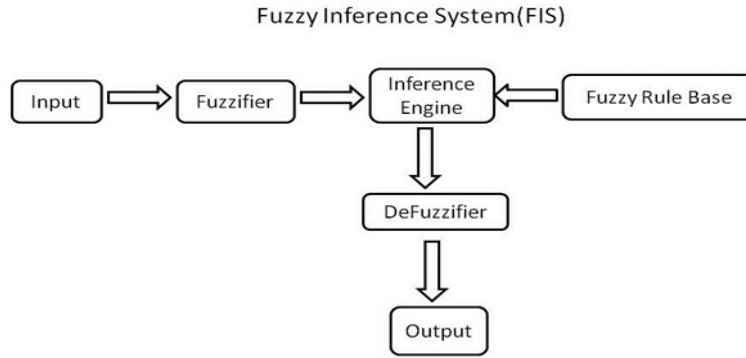 Fuzzy Inference System(FIS)
Input
Fuzzifier
Inference
Engine
Fuzzy Rule Base
DeFuzzifier
Output